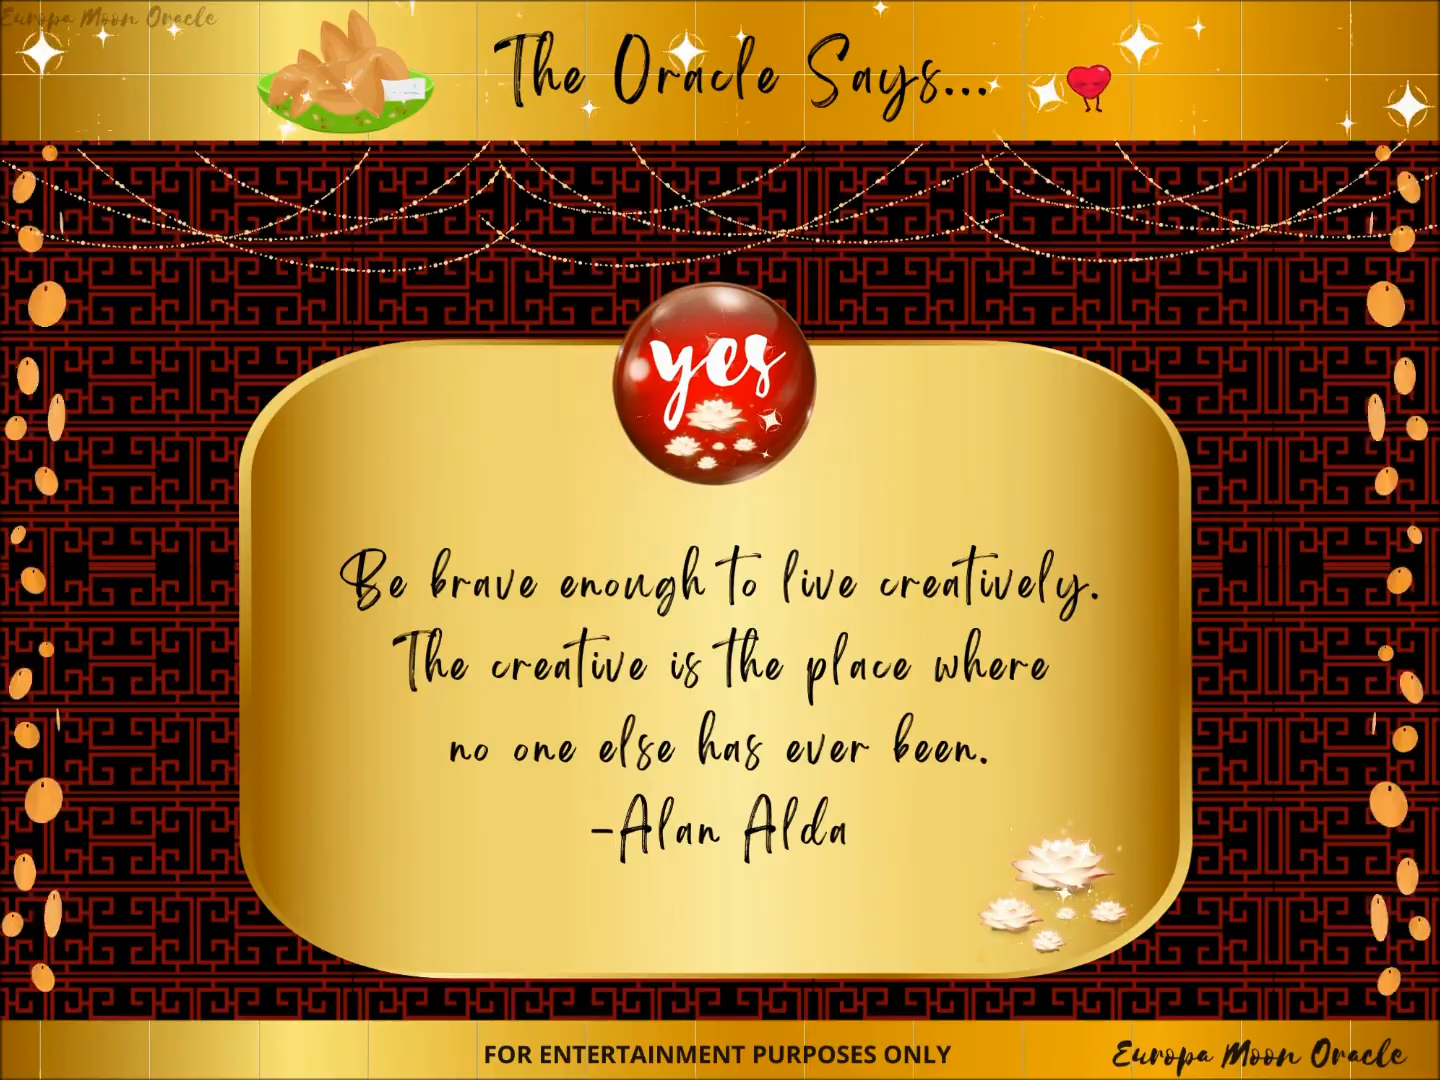 Europa Moon Oracle
The Oracle Says...
yes
Be brave enough to live creatively.
The creative is the place where
no one else has ever been.
-Alan Alda
FOR ENTERTAINMENT PURPOSES ONLY
Europa Moon Oracle